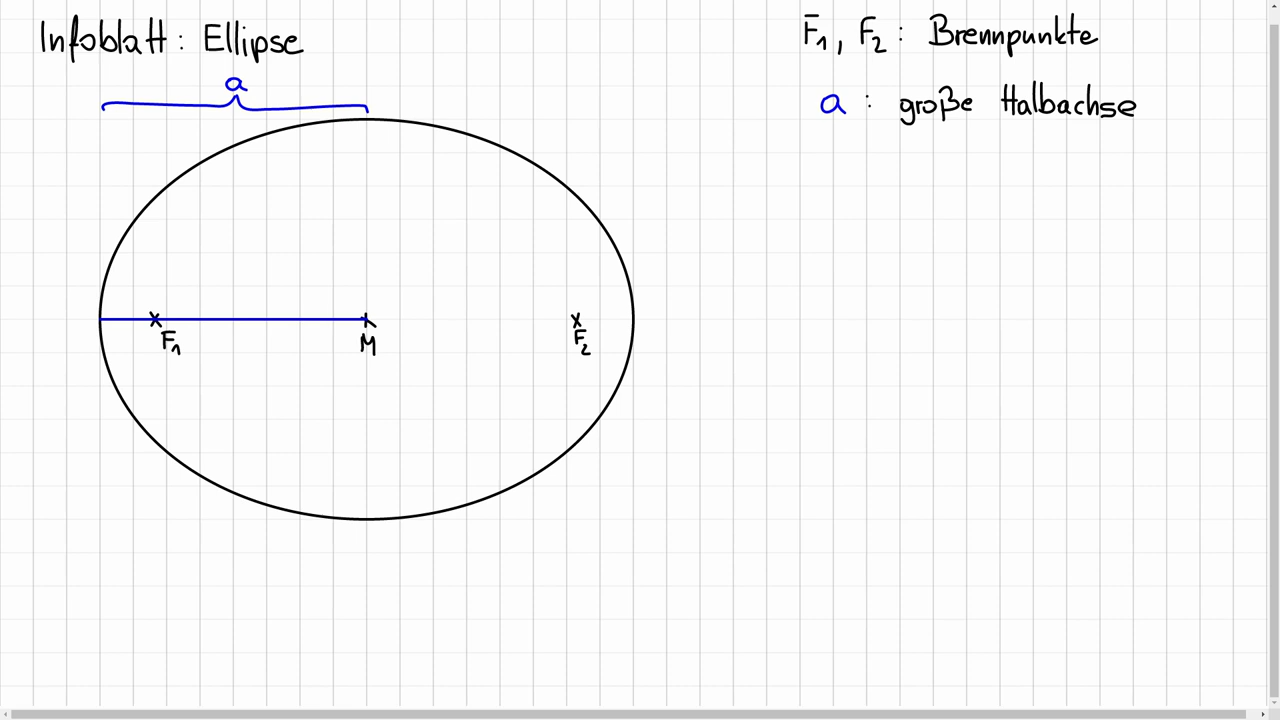 Infoblatt: Ellipse
F₁, F₂: Brennpunkte
a
a: große Halbachse
F₁
M
F₂